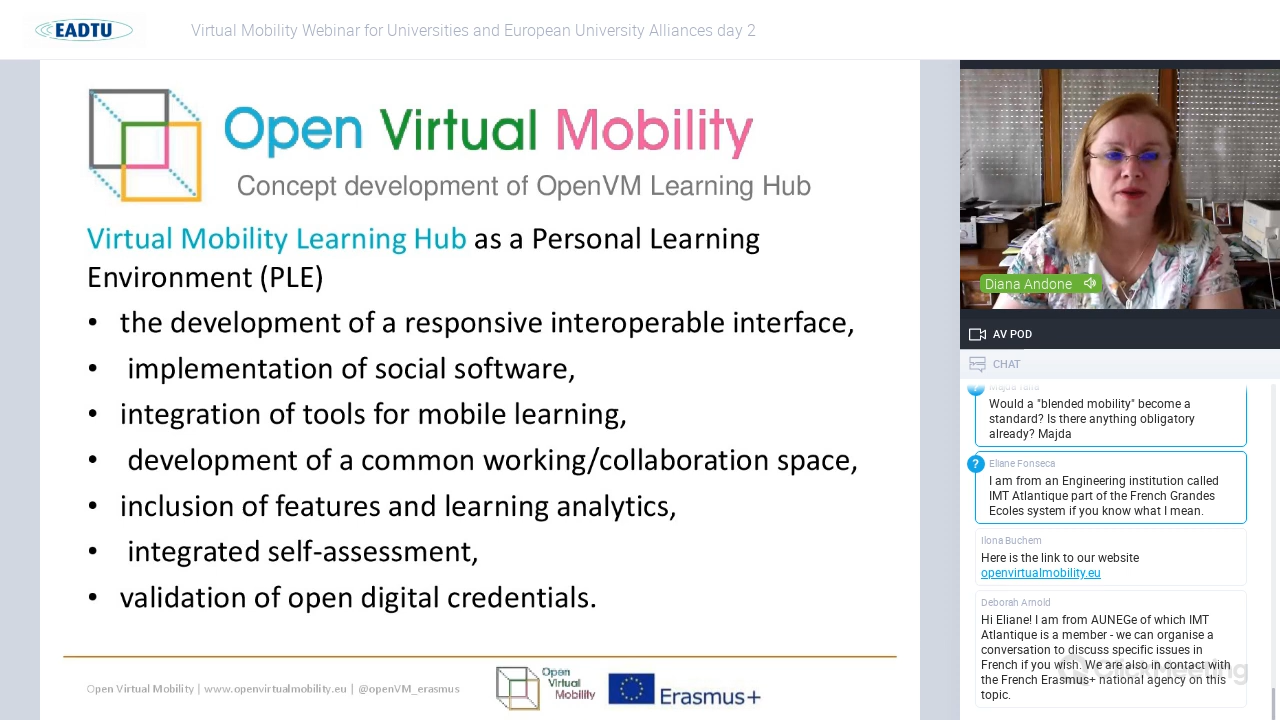 EADTU
Virtual Mobility Webinar for Universities and European University Alliances day 2
Open Virtual Mobility
Concept development of OpenVM Learning Hub
Virtual Mobility Learning Hub as a Personal Learning
Environment (PLE)
• the development of a responsive interoperable interface,
• implementation of social software,
• integration of tools for mobile learning,
• development of a common working/collaboration space,
• inclusion of features and learning analytics,
• integrated self-assessment,
• validation of open digital credentials.
Open Virtual Mobility | www.openvirtualmobility.eu | @openVM_erasmus
Open
Virtual
Mobility
Erasmus+
Diana Andone
AV POD
CHAT
?
Would a "blended mobility" become a
standard? Is there anything obligatory
already? Majda
?
Eliane Fonseca
I am from an Engineering institution called
IMT Atlantique part of the French Grandes
Ecoles system if you know what I mean.
Ilona Buchem
Here is the link to our website
openvirtualmobility.eu
Deborah Arnold
Hi Eliane! I am from AUNEGe of which IMT
Atlantique is a member - we can organise a
conversation to discuss specific issues in
French if you wish. We are also in contact with
the French Erasmus+ national agency on this
topic.